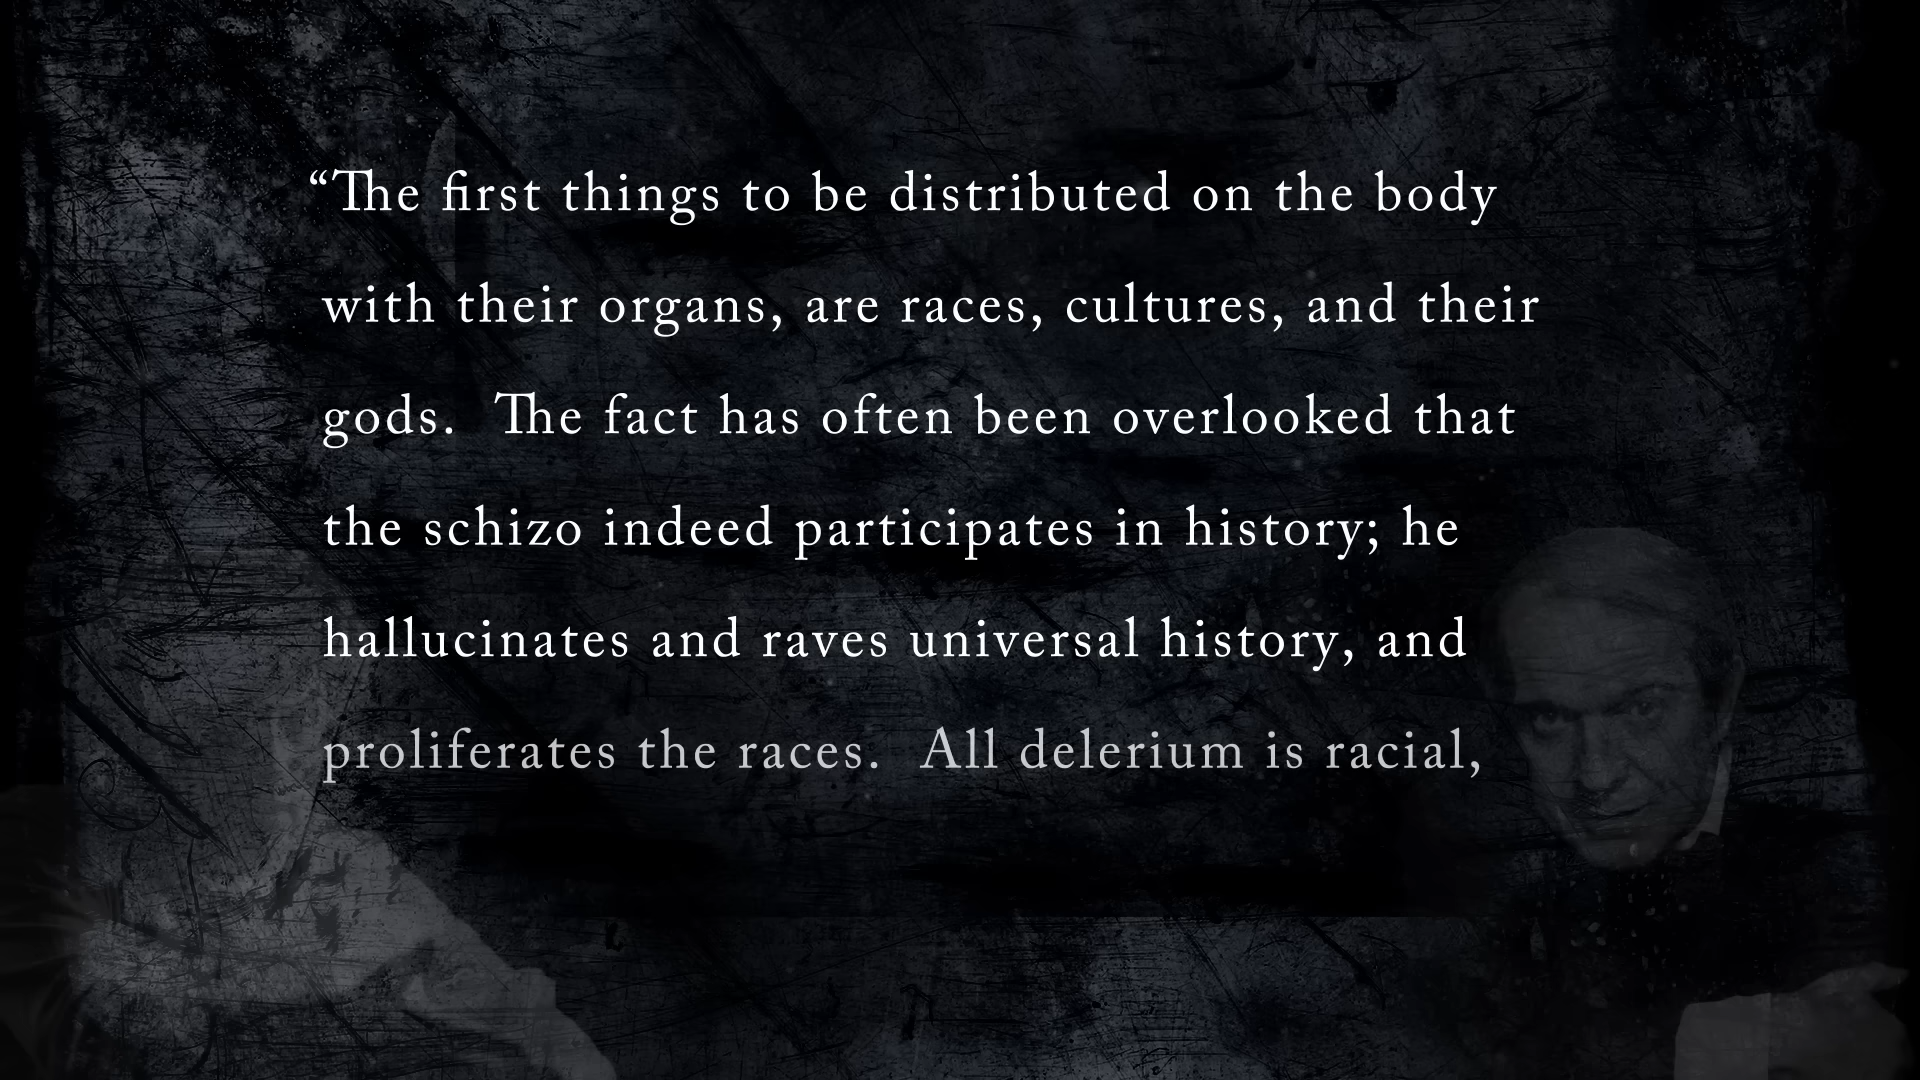 “The first things to be distributed on the body
with their organs, are races, cultures, and their
gods.  The fact has often been overlooked that
the schizo indeed participates in history; he
hallucinates and raves universal history, and
proliferates the races.  All delerium is racial,